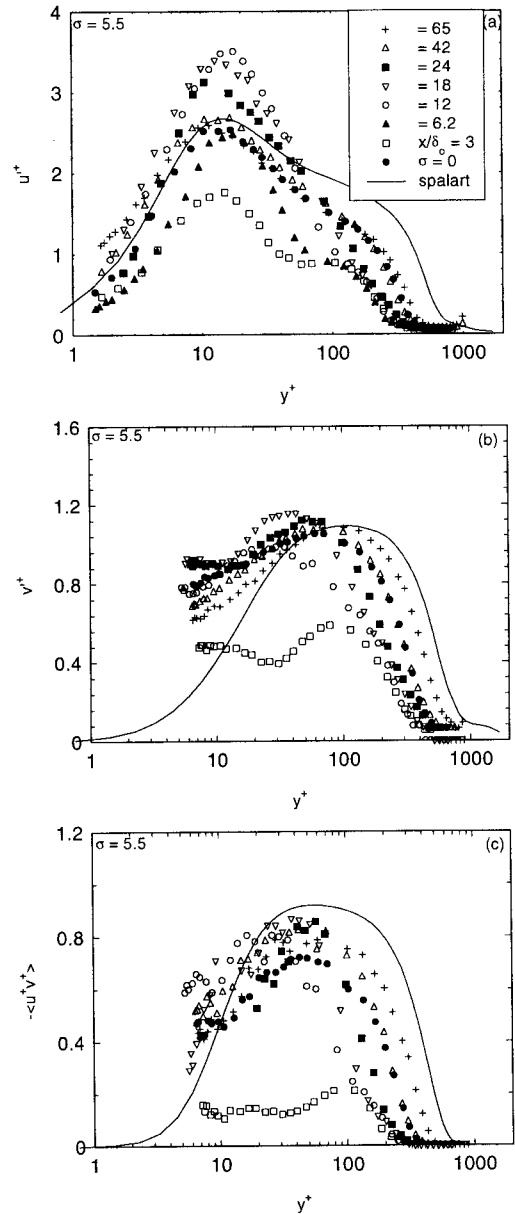 σ = 5.5
(a)
+ = 65
△ = 42
■ = 24
▽ = 18
○ = 12
▲ = 6.2
□ x/δₒ = 3
● σ = 0
— spalart
u'⁺
4
3
2
1
0
1
10
100
1000
y⁺
σ = 5.5
(b)
v'⁺
1.6
1.2
0.8
0.4
0
1
10
100
1000
y⁺
σ = 5.5
(c)
-<u⁺v⁺>
1.2
0.8
0.4
0
1
10
100
1000
y⁺